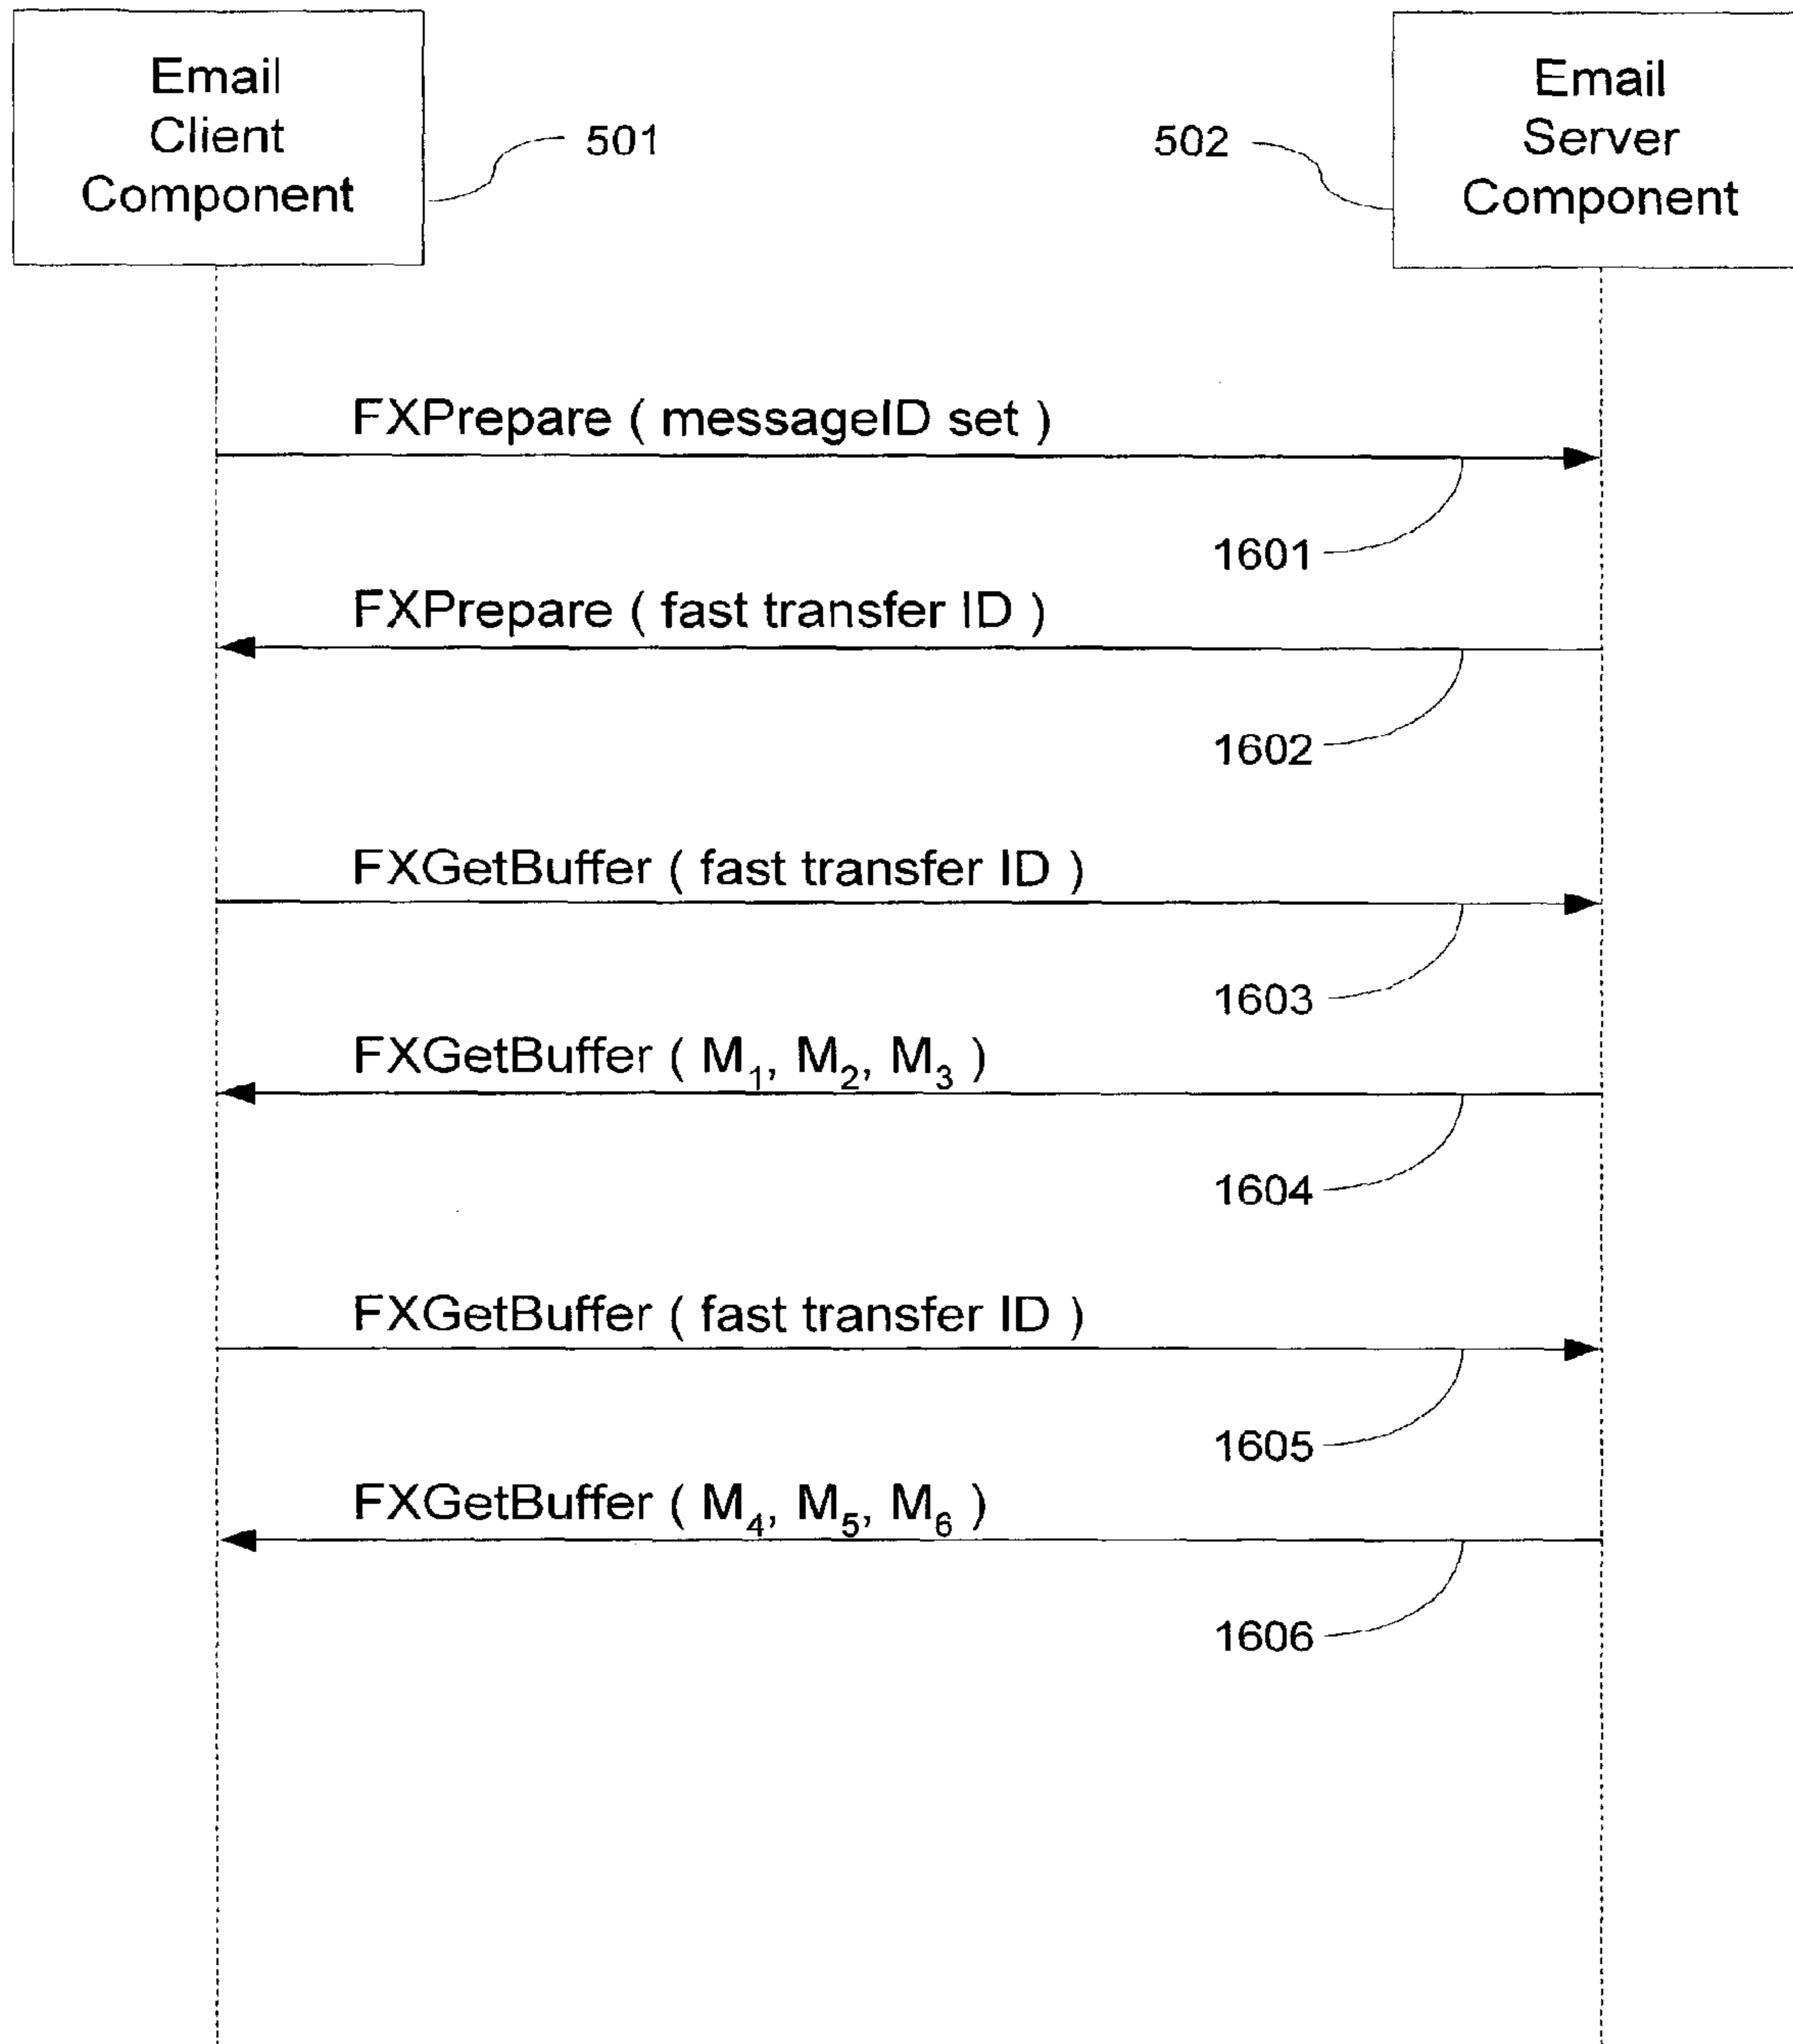 Email
Client
Component
501
502
Email
Server
Component
FXPrepare ( messageID set )
1601
FXPrepare ( fast transfer ID )
1602
FXGetBuffer ( fast transfer ID )
1603
FXGetBuffer ( M₁, M₂, M₃ )
1604
FXGetBuffer ( fast transfer ID )
1605
FXGetBuffer ( M₄, M₅, M₆ )
1606